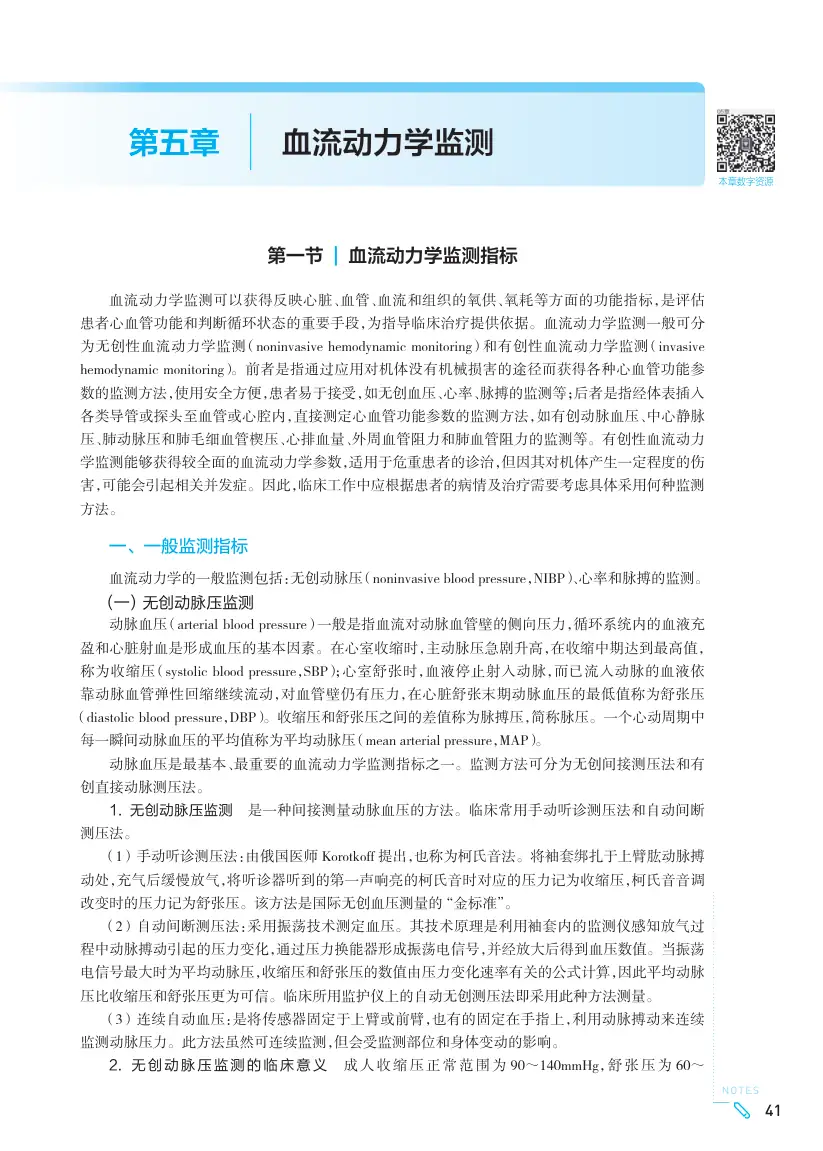 第五章
血流动力学监测
本章数字资源
第一节 血流动力学监测指标
血流动力学监测可以获得反映心脏、血管、血流和组织的氧供、氧耗等方面的功能指标,是评估
患者心血管功能和判断循环状态的重要手段,为指导临床治疗提供依据。血流动力学监测一般可分
为无创性血流动力学监测(noninvasive hemodynamic monitoring)和有创性血流动力学监测(invasive
hemodynamic monitoring)。前者是指通过应用对机体没有机械损害的途径而获得各种心血管功能参
数的监测方法,使用安全方便,患者易于接受,如无创血压、心率、脉搏的监测等;后者是指经体表插入
各类导管或探头至血管或心腔内,直接测定心血管功能参数的监测方法,如有创动脉血压、中心静脉
压、肺动脉压和肺毛细血管楔压、心排血量、外周血管阻力和肺血管阻力的监测等。有创性血流动力
学监测能够获得较全面的血流动力学参数,适用于危重患者的诊治,但因其对机体产生一定程度的伤
害,可能会引起相关并发症。因此,临床工作中应根据患者的病情及治疗需要考虑具体采用何种监测
方法。
一、一般监测指标
血流动力学的一般监测包括:无创动脉压(noninvasive blood pressure,NIBP)、心率和脉搏的监测。
(一)无创动脉压监测
动脉血压(arterial blood pressure)一般是指血流对动脉血管壁的侧向压力,循环系统内的血液充
盈和心脏射血是形成血压的基本因素。在心室收缩时,主动脉压急剧升高,在收缩中期达到最高值,
称为收缩压(systolic blood pressure,SBP);心室舒张时,血液停止射入动脉,而已流入动脉的血液依
靠动脉血管弹性回缩继续流动,对血管壁仍有压力,在心脏舒张末期动脉血压的最低值称为舒张压
(diastolic blood pressure,DBP)。收缩压和舒张压之间的差值称为脉搏压,简称脉压。一个心动周期中
每一瞬间动脉血压的平均值称为平均动脉压(mean arterial pressure,MAP)。
动脉血压是最基本、最重要的血流动力学监测指标之一。监测方法可分为无创间接测压法和有
创直接动脉测压法。
1. 无创动脉压监测 是一种间接测量动脉血压的方法。临床常用手动听诊测压法和自动间断
测压法。
(1)手动听诊测压法:由俄国医师 Korotkoff 提出,也称为柯氏音法。将袖套绑扎于上臂肱动脉搏
动处,充气后缓慢放气,将听诊器听到的第一声响亮的柯氏音时对应的压力记为收缩压,柯氏音音调
改变时的压力记为舒张压。该方法是国际无创血压测量的“金标准”。
(2)自动间断测压法:采用振荡技术测定血压。其技术原理是利用袖套内的监测仪感知放气过
程中动脉搏动引起的压力变化,通过压力换能器形成振荡电信号,并经放大后得到血压数值。当振荡
电信号最大时为平均动脉压,收缩压和舒张压的数值由压力变化速率有关的公式计算,因此平均动脉
压比收缩压和舒张压更为可信。临床所用监护仪上的自动无创测压法即采用此种方法测量。
(3)连续自动血压:是将传感器固定于上臂或前臂,也有的固定在手指上,利用动脉搏动来连续
监测动脉压力。此方法虽然可连续监测,但会受监测部位和身体变动的影响。
2. 无创动脉压监测的临床意义 成人收缩压正常范围为 90～140mmHg,舒张压为 60～
NOTES
41